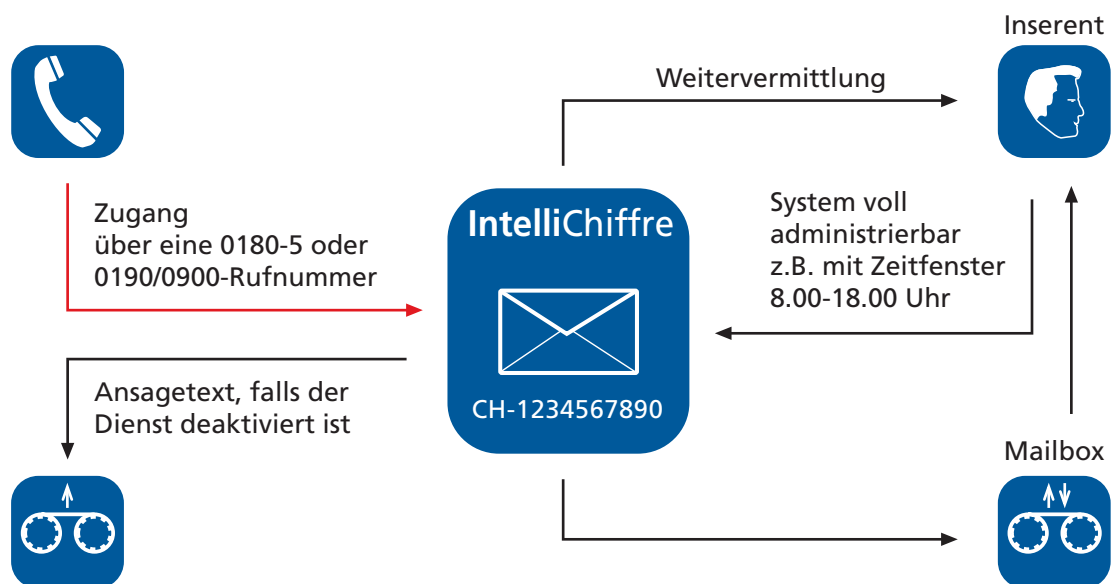 Inserent
Weitervermittlung
Zugang
über eine 0180-5 oder
0190/0900-Rufnummer
IntelliChiffre
CH-1234567890
System voll
administrierbar
z.B. mit Zeitfenster
8.00-18.00 Uhr
Ansagetext, falls der
Dienst deaktiviert ist
Mailbox